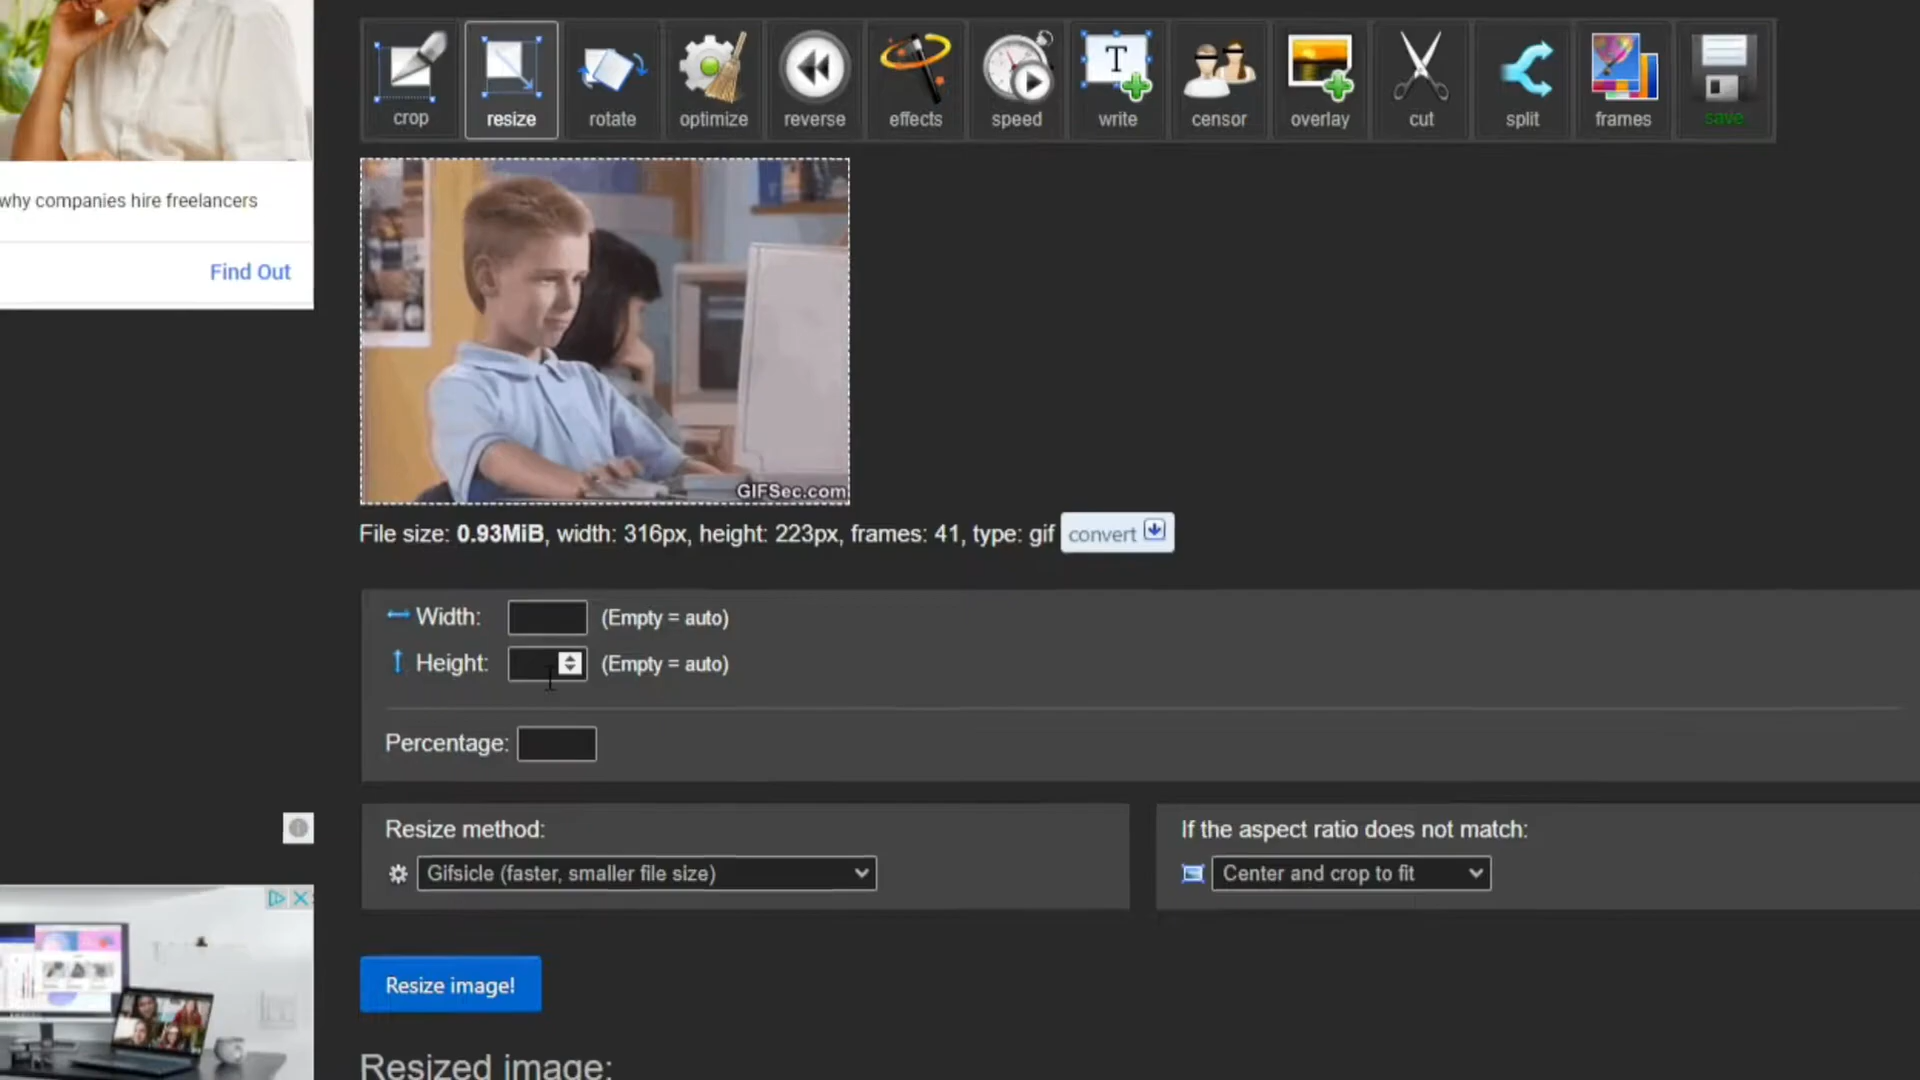 crop
resize
rotate
optimize
reverse
effects
speed
T
write
censor
overlay
cut
split
frames
save
why companies hire freelancers
Find Out
GIFSec.com
File size: 0.93MiB, width: 316px, height: 223px, frames: 41, type: gif convert
Width: (Empty = auto)
Height: (Empty = auto)
Percentage:
Resize method:
Gifsicle (faster, smaller file size)
If the aspect ratio does not match:
Center and crop to fit
Resize image!
Resized image: